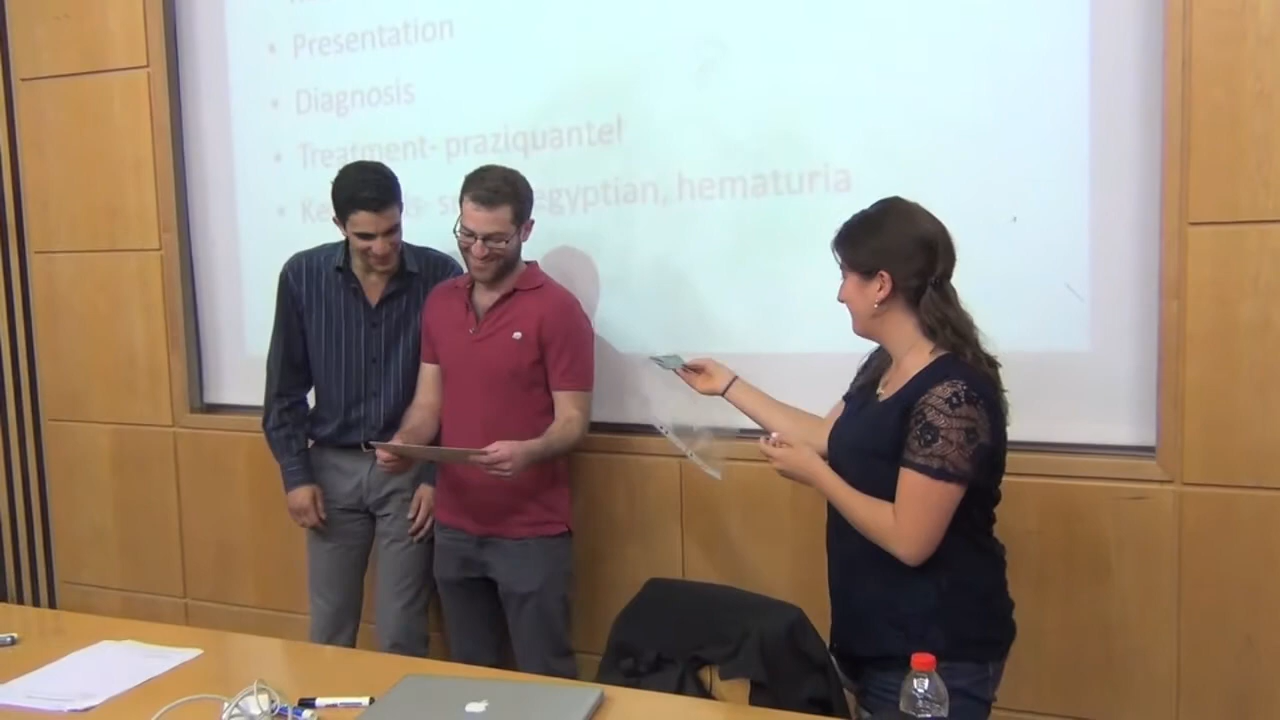 • Presentation
• Diagnosis
• Treatment- praziquantel
• egyptian, hematuria